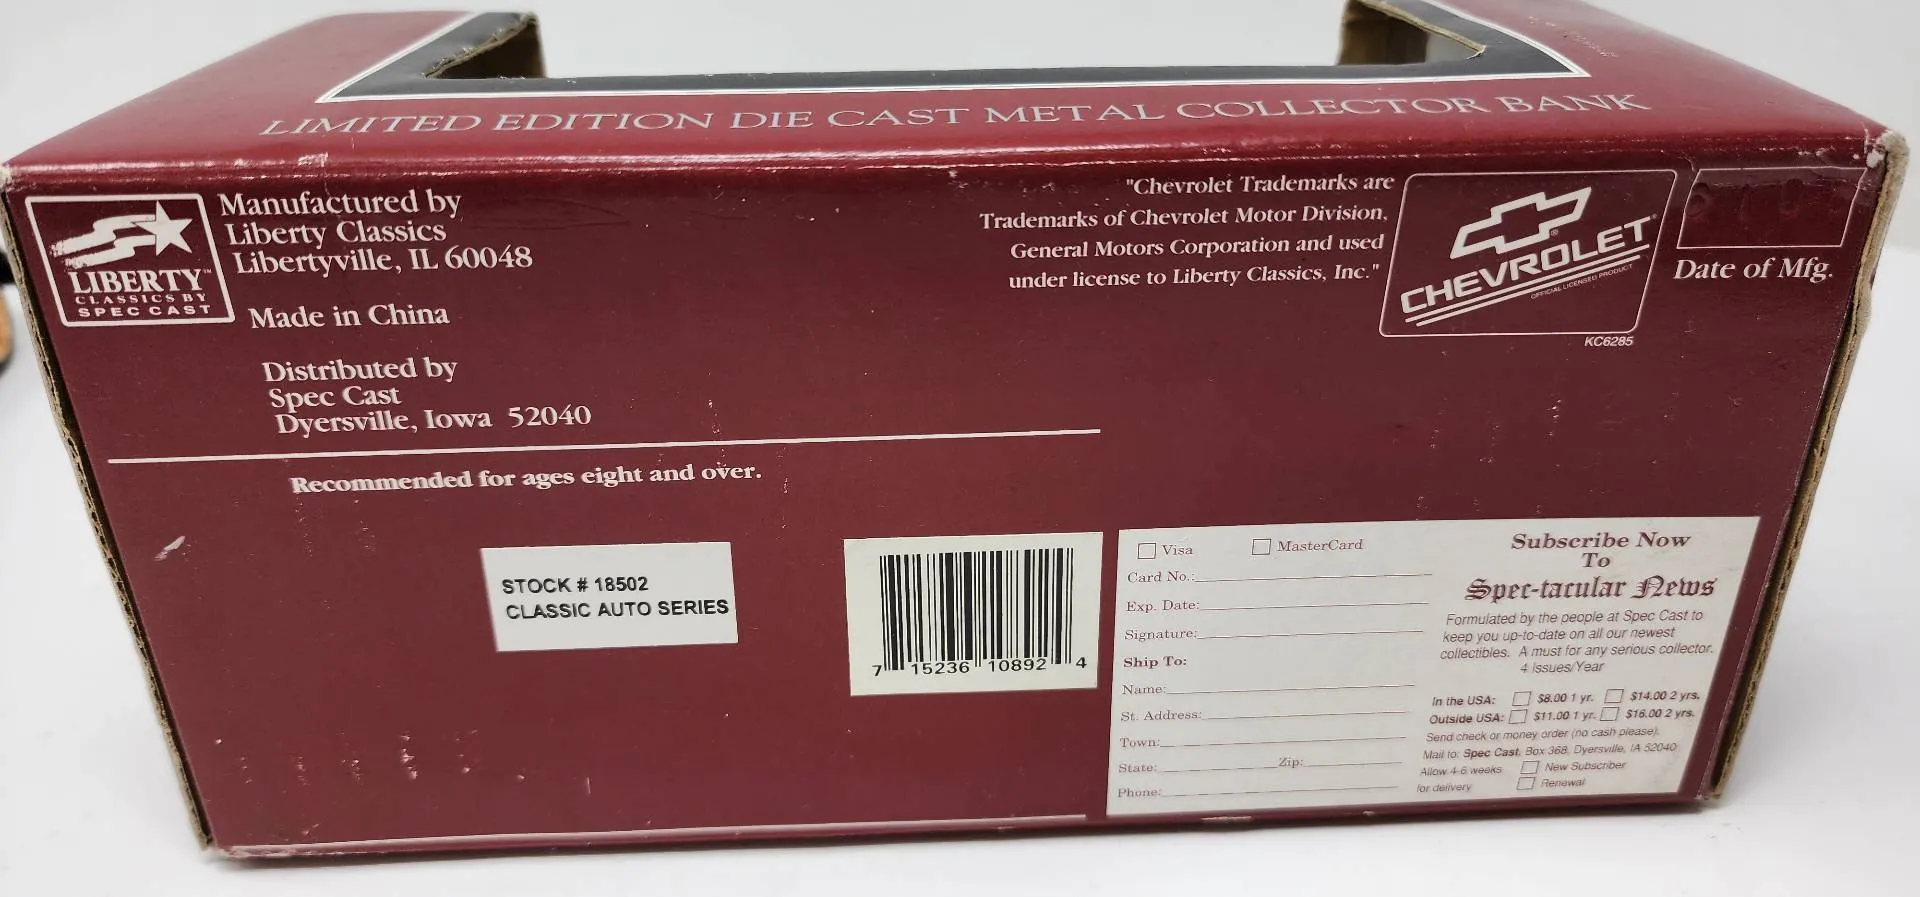 LIMITED EDITION DIE CAST METAL COLLECTOR BANK
LIBERTY™
CLASSICS BY
SPEC CAST
Manufactured by
Liberty Classics
Libertyville, IL 60048
Made in China
Distributed by
Spec Cast
Dyersville, Iowa 52040
Recommended for ages eight and over.
"Chevrolet Trademarks are
Trademarks of Chevrolet Motor Division,
General Motors Corporation and used
under license to Liberty Classics, Inc."
CHEVROLET
OFFICIAL LICENSED PRODUCT
KC6285
Date of Mfg.
STOCK # 18502
CLASSIC AUTO SERIES
7 15236 10892 4
Visa MasterCard
Card No.:
Exp. Date:
Signature:
Ship To:
Name:
St. Address:
Town:
State: Zip:
Phone:
Subscribe Now
To
Spec-tacular News
Formulated by the people at Spec Cast to
keep you up-to-date on all our newest
collectibles. A must for any serious collector.
4 Issues/Year
In the USA: $8.00 1 yr. $14.00 2 yrs.
Outside USA: $11.00 1 yr. $16.00 2 yrs.
Send check or money order (no cash please).
Mail to: Spec Cast, Box 368, Dyersville, IA 52040
Allow 4-6 weeks New Subscriber
for delivery Renewal